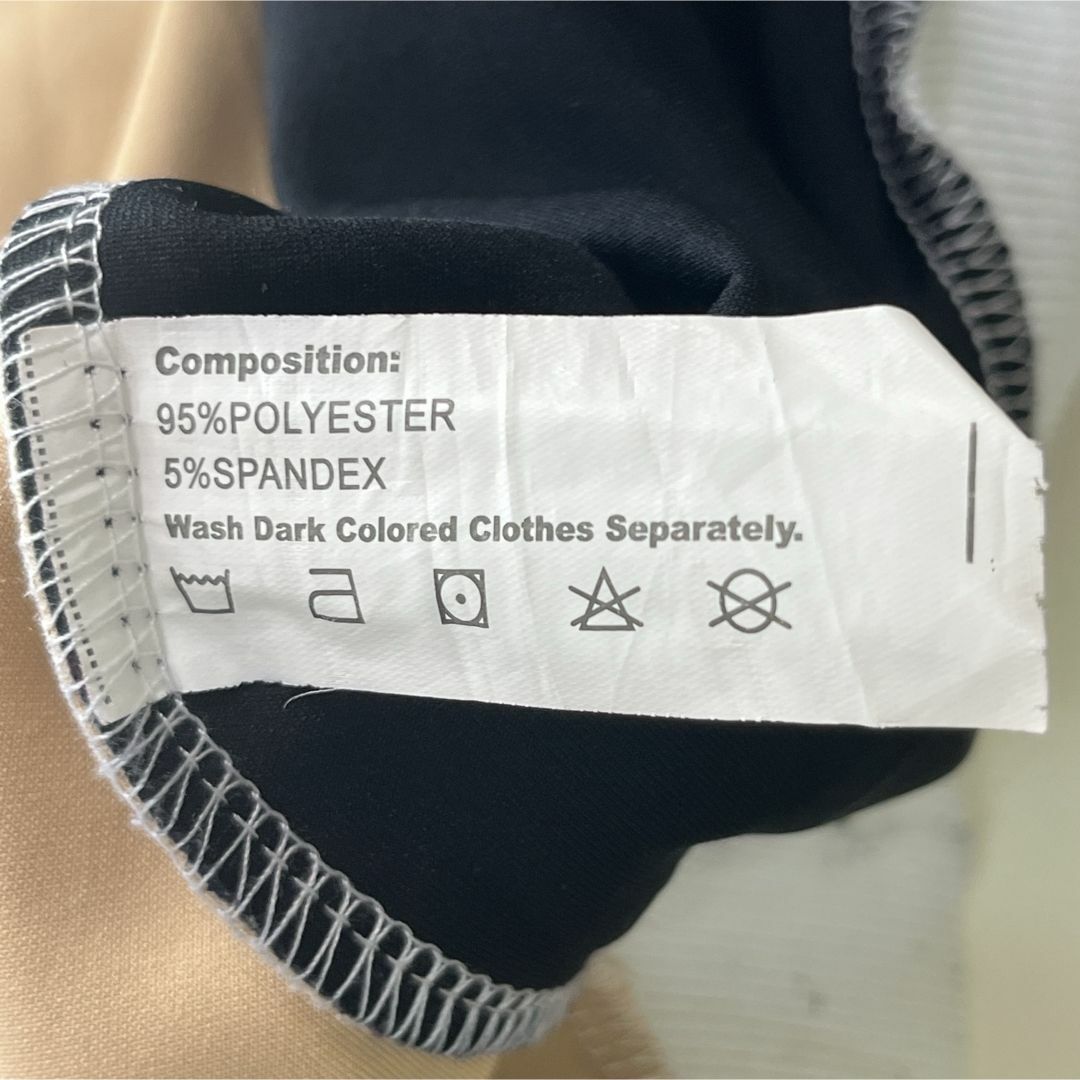 Composition:
95%POLYESTER
5%SPANDEX
Wash Dark Colored Clothes Separately.